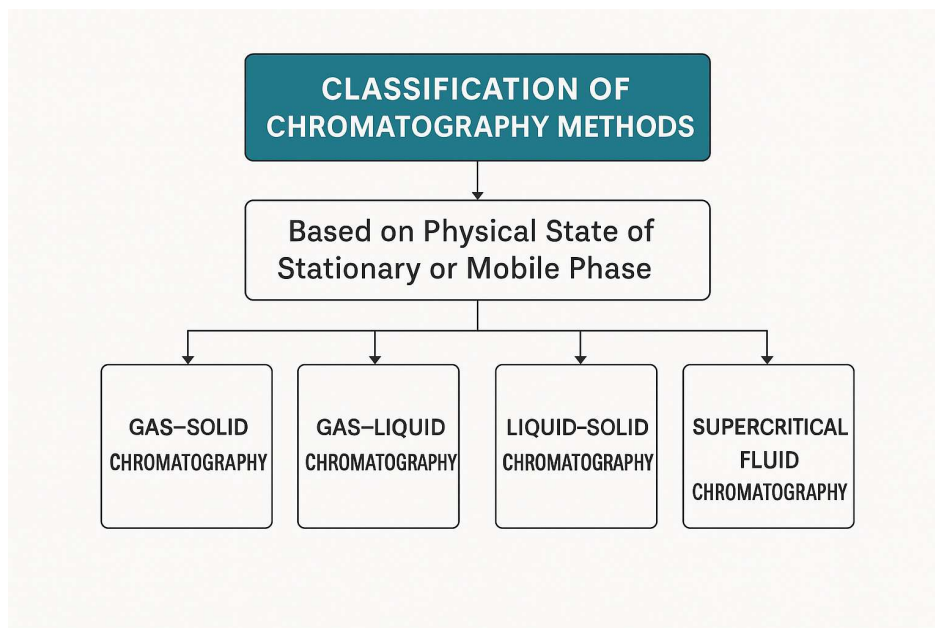 CLASSIFICATION OF
CHROMATOGRAPHY METHODS
Based on Physical State of
Stationary or Mobile Phase
GAS–SOLID
CHROMATOGRAPHY
GAS–LIQUID
CHROMATOGRAPHY
LIQUID–SOLID
CHROMATOGRAPHY
SUPERCRITICAL
FLUID
CHROMATOGRAPHY